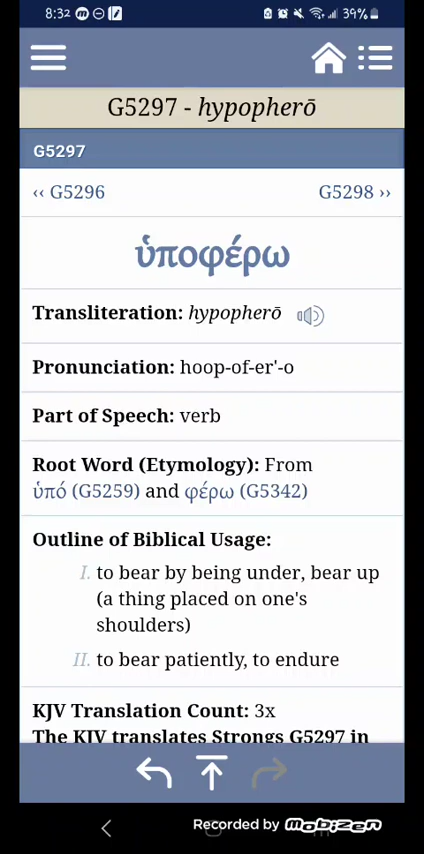 8:32 39%
G5297 - hypopherō
G5297
‹‹ G5296 G5298 ››
ὑποφέρω
Transliteration: hypopherō
Pronunciation: hoop-of-er'-o
Part of Speech: verb
Root Word (Etymology): From
ὑπό (G5259) and φέρω (G5342)
Outline of Biblical Usage:
I. to bear by being under, bear up
(a thing placed on one's
shoulders)
II. to bear patiently, to endure
KJV Translation Count: 3x
The KJV translates Strongs G5297 in
Recorded by Mobizen